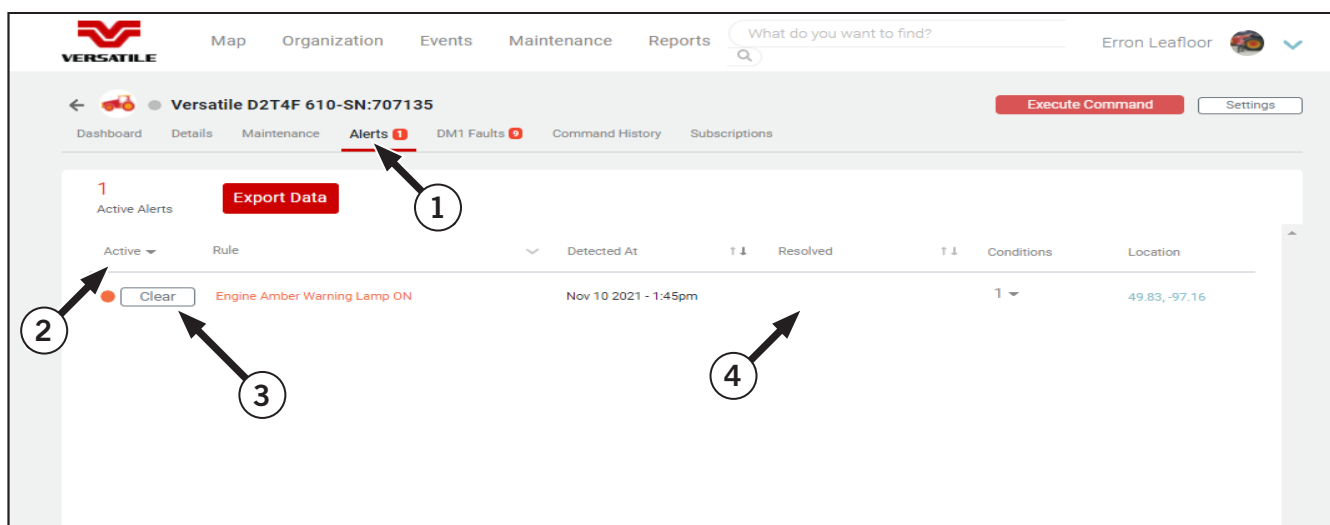 VERSATILE
Map Organization Events Maintenance Reports What do you want to find? Erron Leafloor
Versatile D2T4F 610-SN:707135 Execute Command Settings
Dashboard Details Maintenance Alerts 1 DM1 Faults 9 Command History Subscriptions
1
Active Alerts Export Data
1
Active Rule Detected At Resolved Conditions Location
Clear Engine Amber Warning Lamp ON Nov 10 2021 - 1:45pm 1 49.83, -97.16
2
3
4